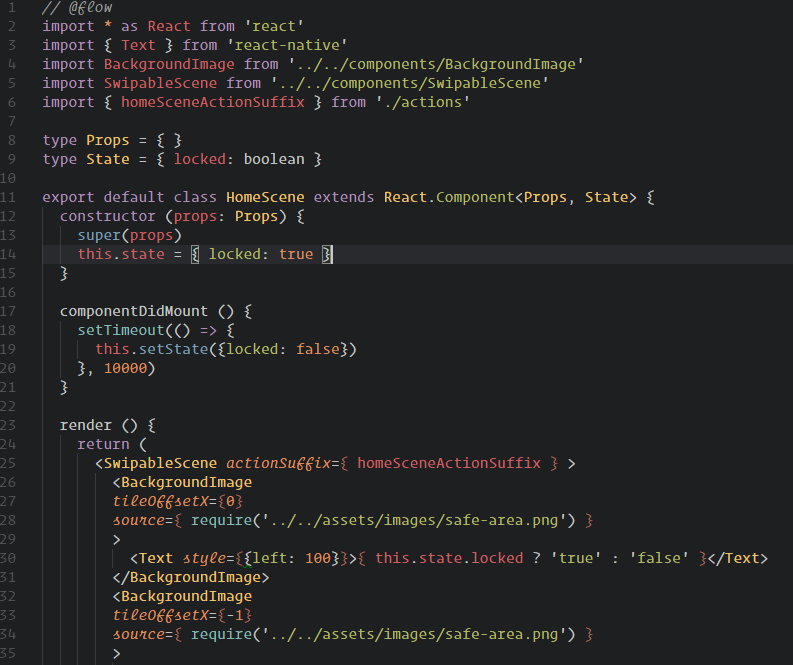 1 // @flow
2 import * as React from 'react'
3 import { Text } from 'react-native'
4 import BackgroundImage from '../../components/BackgroundImage'
5 import SwipableScene from '../../components/SwipableScene'
6 import { homeSceneActionSuffix } from './actions'
7
8 type Props = { }
9 type State = { locked: boolean }
10
11 export default class HomeScene extends React.Component<Props, State> {
12   constructor (props: Props) {
13     super(props)
14     this.state = { locked: true }
15   }
16
17   componentDidMount () {
18     setTimeout(() => {
19       this.setState({locked: false})
20     }, 10000)
21   }
22
23   render () {
24     return (
25       <SwipableScene actionSuffix={ homeSceneActionSuffix } >
26         <BackgroundImage
27         tileOffsetX={0}
28         source={ require('../../assets/images/safe-area.png') }
29         >
30           <Text style={{left: 100}}>{ this.state.locked ? 'true' : 'false' }</Text>
31         </BackgroundImage>
32         <BackgroundImage
33         tileOffsetX={-1}
34         source={ require('../../assets/images/safe-area.png') }
35         >